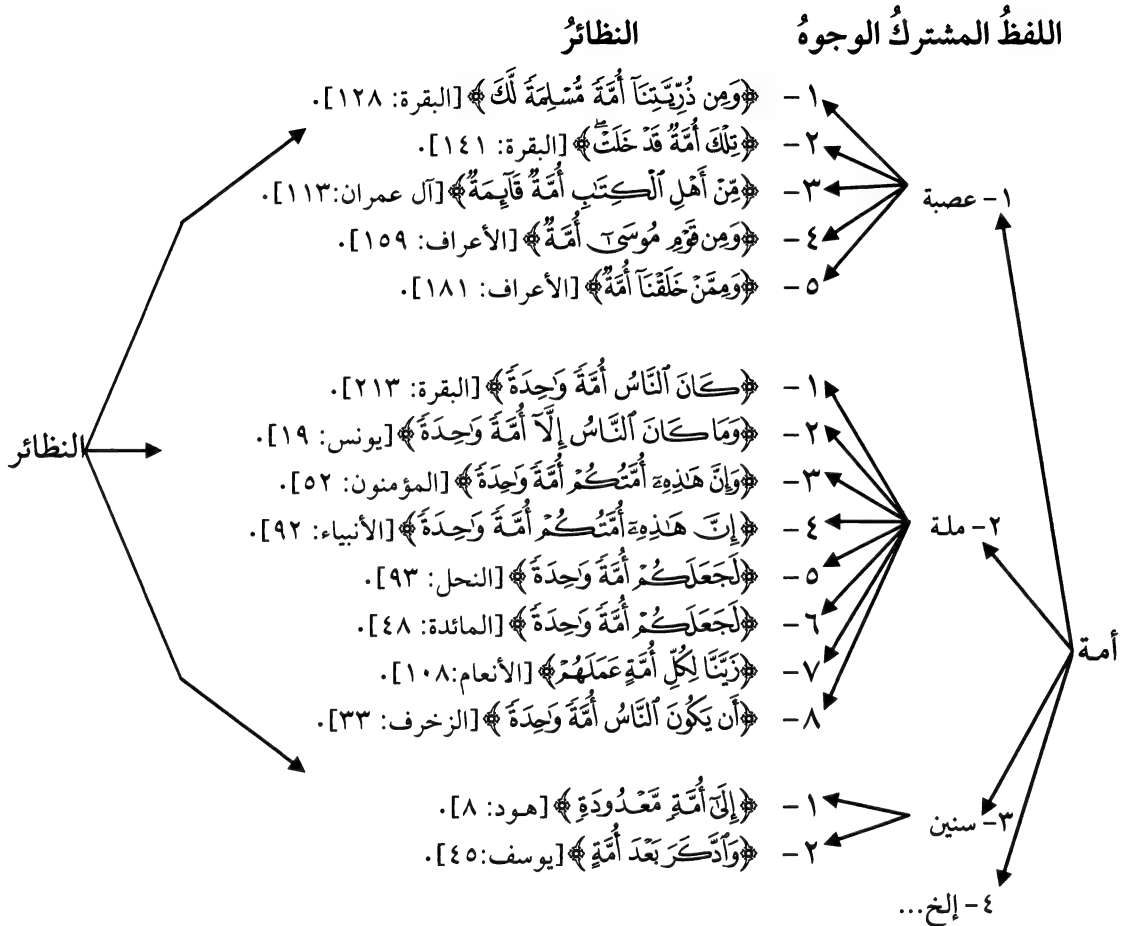 اللفظُ المشتركُ الوجوهُ النظائرُ
١- ﴿وَمِن ذُرِّيَّتِنَآ أُمَّةً مُّسْلِمَةً لَّكَ﴾ [البقرة: ١٢٨].
٢- ﴿تِلْكَ أُمَّةٌ قَدْ خَلَتْۖ﴾ [البقرة: ١٤١].
١- عصبة ٣- ﴿مِّنْ أَهْلِ ٱلْكِتَٰبِ أُمَّةٌ قَآئِمَةٌ﴾ [آل عمران:١١٣].
٤- ﴿وَمِن قَوْمِ مُوسَىٰٓ أُمَّةٌ﴾ [الأعراف: ١٥٩].
٥- ﴿وَمِمَّنْ خَلَقْنَآ أُمَّةٌ﴾ [الأعراف: ١٨١].
١- ﴿كَانَ ٱلنَّاسُ أُمَّةً وَٰحِدَةً﴾ [البقرة: ٢١٣].
٢- ﴿وَمَا كَانَ ٱلنَّاسُ إِلَّآ أُمَّةً وَٰحِدَةً﴾ [يونس: ١٩].
النظائر
٣- ﴿وَإِنَّ هَٰذِهِۦٓ أُمَّتُكُمْ أُمَّةً وَٰحِدَةً﴾ [المؤمنون: ٥٢].
٢- ملة ٤- ﴿إِنَّ هَٰذِهِۦٓ أُمَّتُكُمْ أُمَّةً وَٰحِدَةً﴾ [الأنبياء: ٩٢].
٥- ﴿لَجَعَلَكُمْ أُمَّةً وَٰحِدَةً﴾ [النحل: ٩٣].
٦- ﴿لَجَعَلَكُمْ أُمَّةً وَٰحِدَةً﴾ [المائدة: ٤٨].
أمة
٧- ﴿زَيَّنَّا لِكُلِّ أُمَّةٍ عَمَلَهُمْ﴾ [الأنعام:١٠٨].
٨- ﴿أَن يَكُونَ ٱلنَّاسُ أُمَّةً وَٰحِدَةً﴾ [الزخرف: ٣٣].
١- ﴿إِلَىٰٓ أُمَّةٍ مَّعْدُودَةٍ﴾ [هود: ٨].
٣- سنين
٢- ﴿وَٱدَّكَرَ بَعْدَ أُمَّةٍ﴾ [يوسف:٤٥].
٤- إلخ...